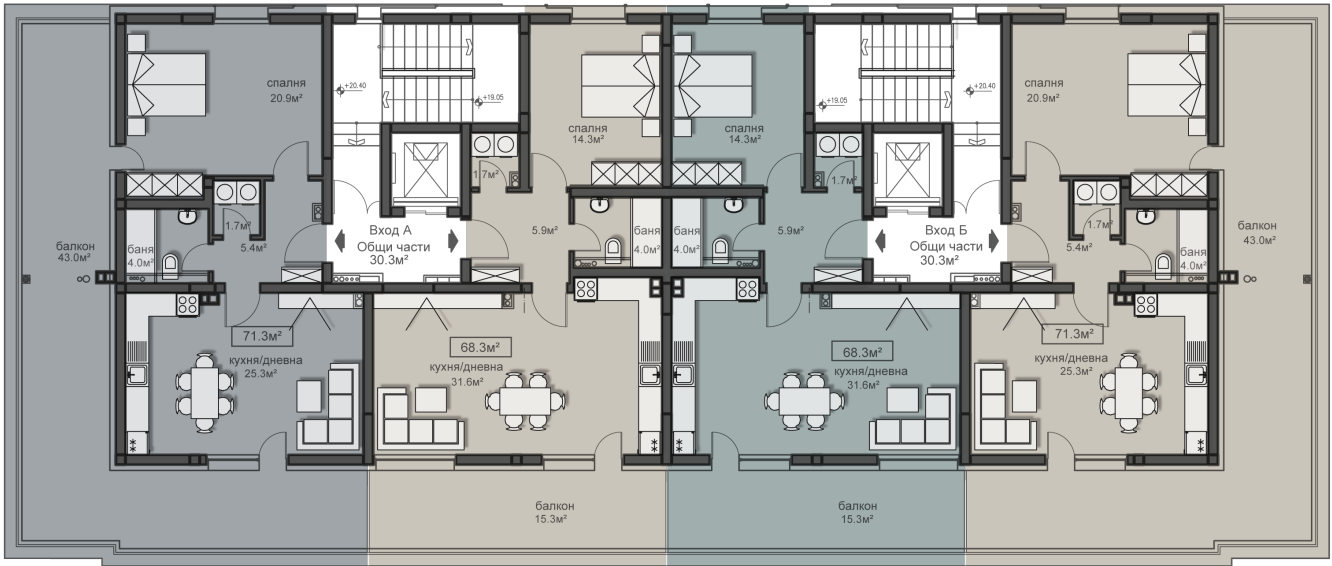 спалня
20.9м²
+20.40
+19.05
спалня
14.3м²
спалня
14.3м²
+19.05
+20.40
спалня
20.9м²
1.7м²
1.7м²
балкон
43.0м²
баня
4.0м²
1.7м²
5.4м²
Вход А
Общи части
30.3м²
5.9м²
баня
4.0м²
баня
4.0м²
5.9м²
Вход Б
Общи части
30.3м²
1.7м²
5.4м²
баня
4.0м²
балкон
43.0м²
71.3м²
кухня/дневна
25.3м²
68.3м²
кухня/дневна
31.6м²
68.3м²
кухня/дневна
31.6м²
71.3м²
кухня/дневна
25.3м²
балкон
15.3м²
балкон
15.3м²